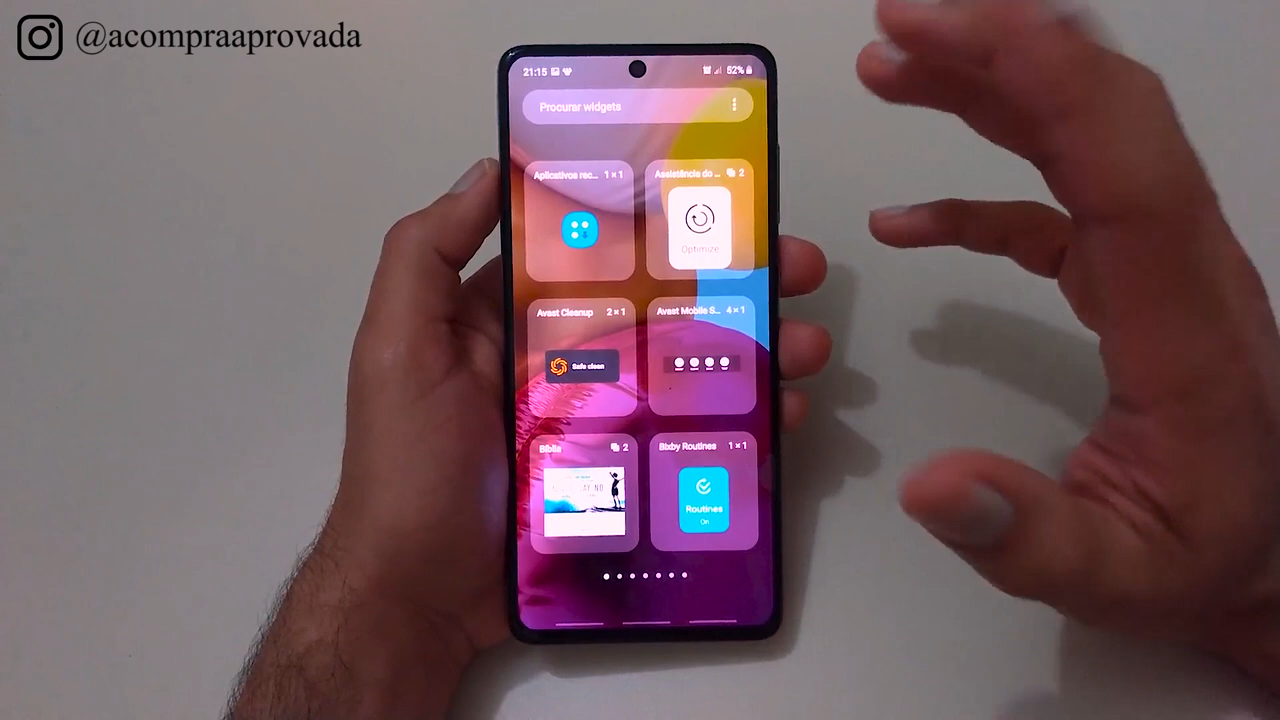 @acompraaprovada
21:15 52%
Procurar widgets
Aplicativos rec... 1 × 1
Assistência do ... 2
Optimize
Avast Cleanup 2 × 1
Avast Mobile S... 4 × 1
Safe clean
Bíblia 2
Bixby Routines 1 × 1
Routines
On